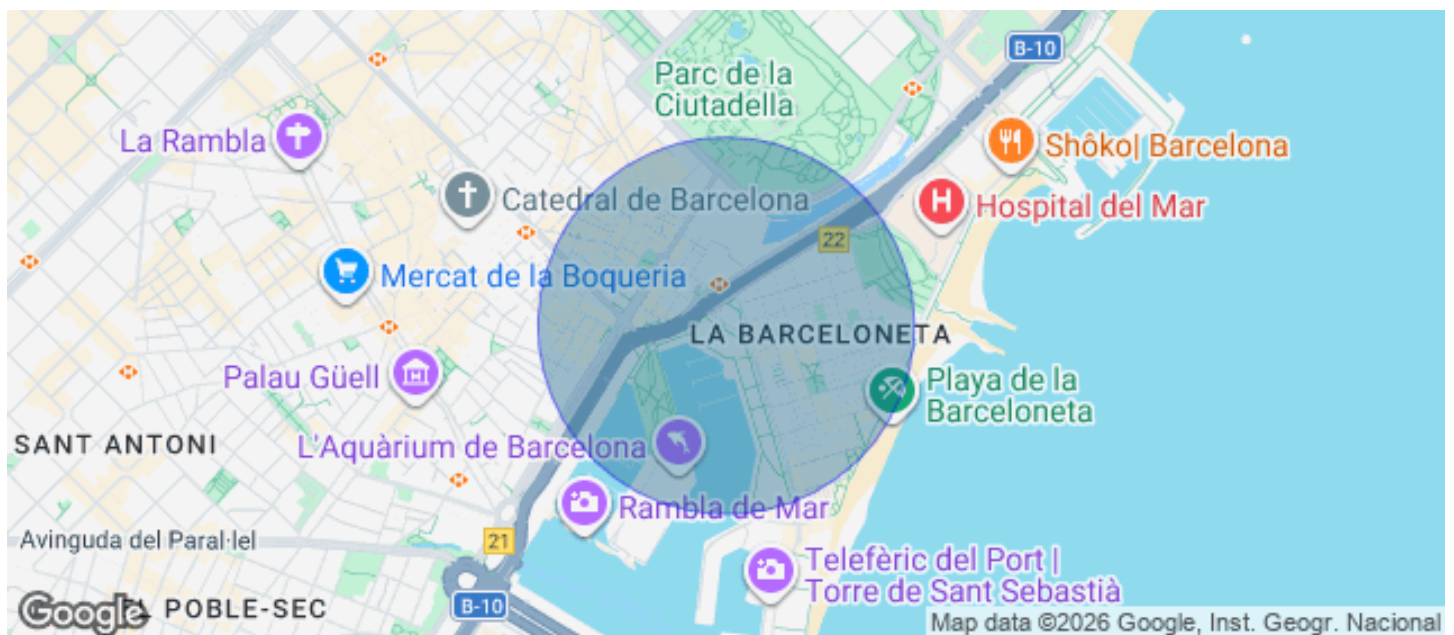 B-10
Parc de la
Ciutadella
La Rambla
Shôko| Barcelona
Catedral de Barcelona
H
Hospital del Mar
22
Mercat de la Boqueria
LA BARCELONETA
Palau Güell
Playa de la
Barceloneta
SANT ANTONI
L'Aquàrium de Barcelona
Rambla de Mar
Avinguda del Paral·lel
21
Telefèric del Port |
Torre de Sant Sebastià
Google
POBLE-SEC
B-10
Map data ©2026 Google, Inst. Geogr. Nacional